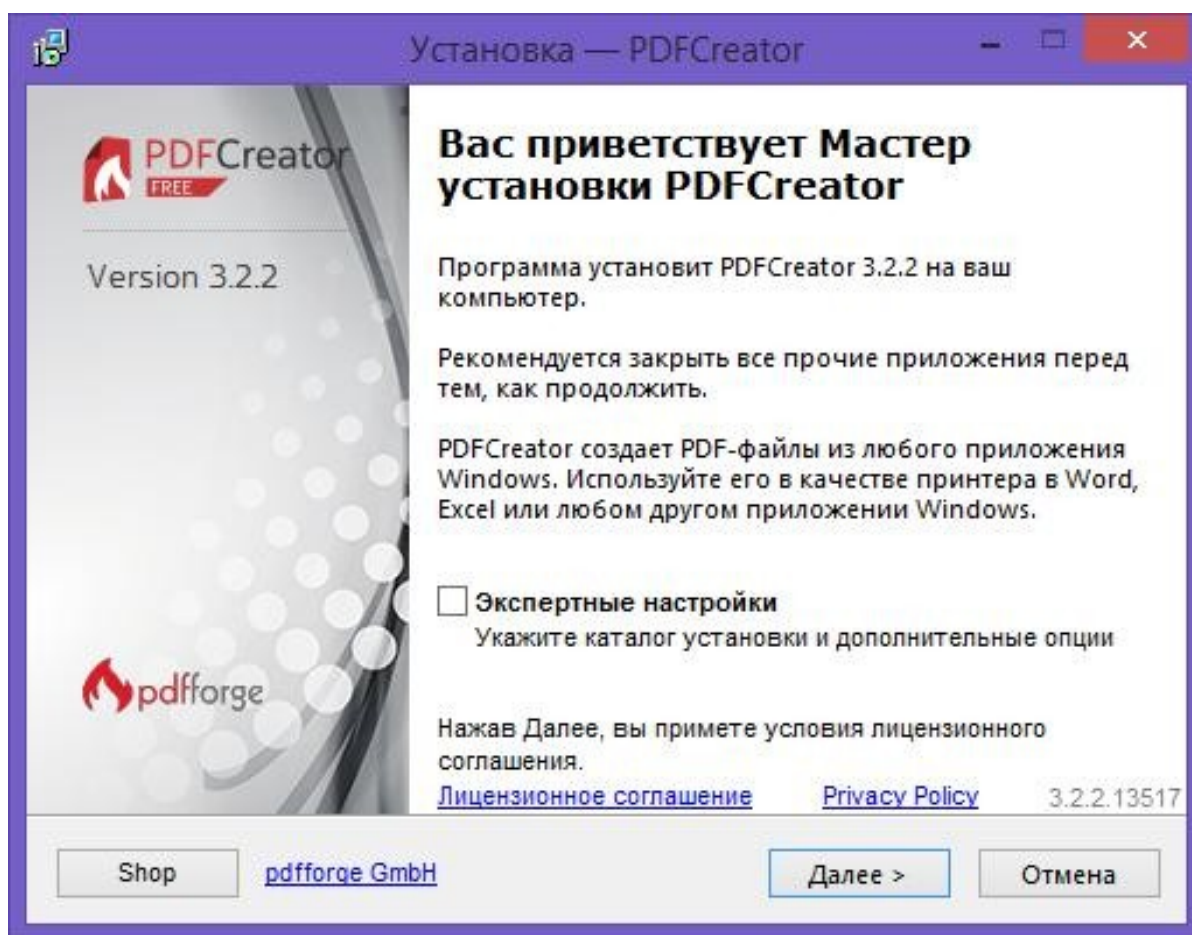 Установка — PDFCreator
PDFCreator
FREE
Version 3.2.2
pdfforge
Вас приветствует Мастер
установки PDFCreator
Программа установит PDFCreator 3.2.2 на ваш
компьютер.
Рекомендуется закрыть все прочие приложения перед
тем, как продолжить.
PDFCreator создает PDF-файлы из любого приложения
Windows. Используйте его в качестве принтера в Word,
Excel или любом другом приложении Windows.
Экспертные настройки
Укажите каталог установки и дополнительные опции
Нажав Далее, вы примете условия лицензионного
соглашения.
Лицензионное соглашение Privacy Policy 3.2.2.13517
Shop pdfforge GmbH Далее > Отмена